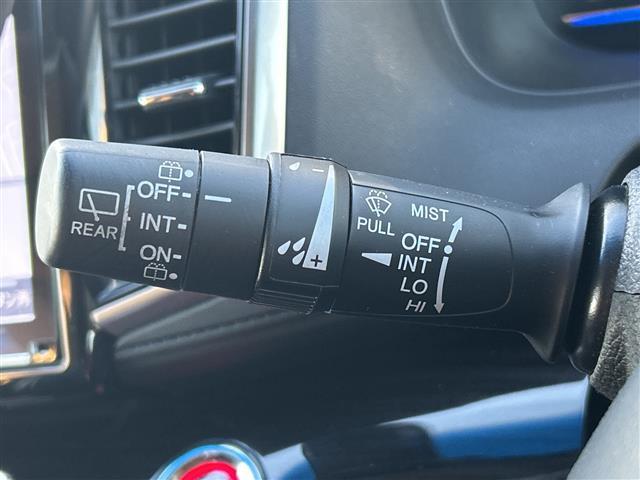 REAR
OFF
INT
ON
- +
PULL
MIST
OFF
INT
LO
HI